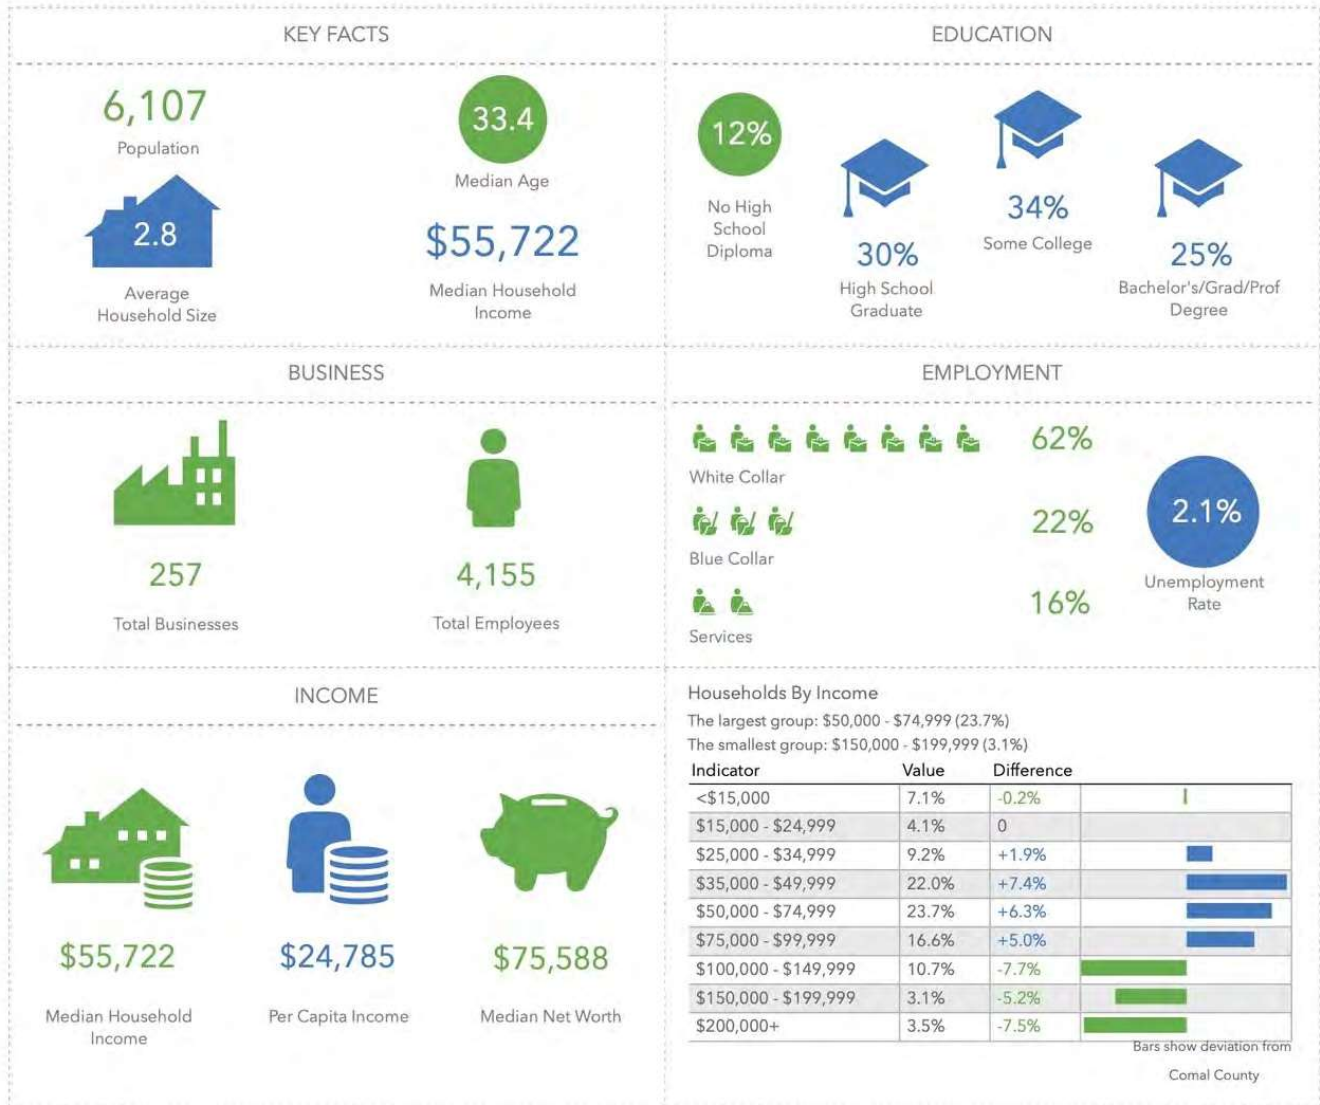 KEY FACTS
6,107
Population
33.4
Median Age
2.8
Average
Household Size
$55,722
Median Household
Income
EDUCATION
12%
No High
School
Diploma
30%
High School
Graduate
34%
Some College
25%
Bachelor's/Grad/Prof
Degree
BUSINESS
257
Total Businesses
4,155
Total Employees
EMPLOYMENT
62%
White Collar
22%
Blue Collar
16%
Services
2.1%
Unemployment
Rate
INCOME
$55,722
Median Household
Income
$24,785
Per Capita Income
$75,588
Median Net Worth
Households By Income
The largest group: $50,000 - $74,999 (23.7%)
The smallest group: $150,000 - $199,999 (3.1%)
Indicator Value Difference
<$15,000 7.1% -0.2%
$15,000 - $24,999 4.1% 0
$25,000 - $34,999 9.2% +1.9%
$35,000 - $49,999 22.0% +7.4%
$50,000 - $74,999 23.7% +6.3%
$75,000 - $99,999 16.6% +5.0%
$100,000 - $149,999 10.7% -7.7%
$150,000 - $199,999 3.1% -5.2%
$200,000+ 3.5% -7.5%
Bars show deviation from
Comal County